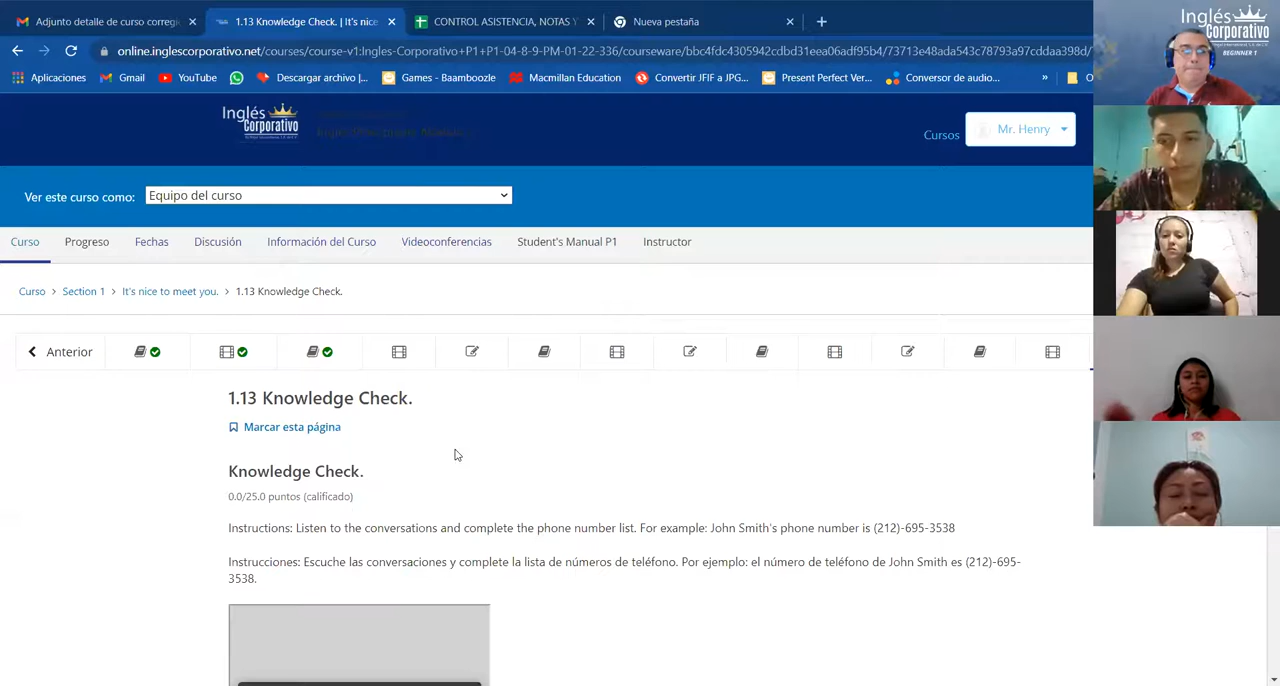 Adjunto detalle de curso corregi
1.13 Knowledge Check. | It's nice
CONTROL ASISTENCIA, NOTAS Y
Nueva pestaña
online.inglescorporativo.net/courses/course-v1:Ingles-Corporativo+P1+P1-04-8-9-PM-01-22-336/courseware/bbc4fdc4305942cdbd31eea06adf95b4/73713e48ada543c78793a97cddaa398d/
Aplicaciones
Gmail
YouTube
Descargar archivo |...
Games - Baamboozle
Macmillan Education
Convertir JFIF a JPG...
Present Perfect Ver...
Conversor de audio...
»
Inglés
Corporativo
BEGINNER 1
Inglés
Corporativo
Cursos
Mr. Henry
Ver este curso como:
Equipo del curso
Curso
Progreso
Fechas
Discusión
Información del Curso
Videoconferencias
Student's Manual P1
Instructor
Curso > Section 1 > It's nice to meet you. > 1.13 Knowledge Check.
Anterior
1.13 Knowledge Check.
Marcar esta página
Knowledge Check.
0.0/25.0 puntos (calificado)
Instructions: Listen to the conversations and complete the phone number list. For example: John Smith's phone number is (212)-695-3538
Instrucciones: Escuche las conversaciones y complete la lista de números de teléfono. Por ejemplo: el número de teléfono de John Smith es (212)-695-
3538.